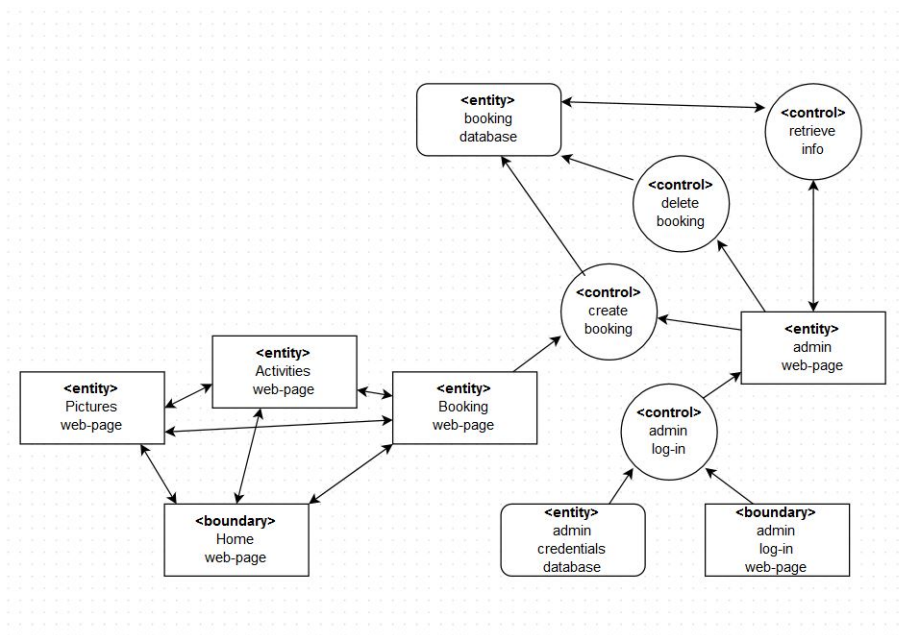 <entity>
booking
database
<control>
retrieve
info
<control>
delete
booking
<control>
create
booking
<entity>
admin
web-page
<entity>
Activities
web-page
<entity>
Pictures
web-page
<entity>
Booking
web-page
<control>
admin
log-in
<boundary>
Home
web-page
<entity>
admin
credentials
database
<boundary>
admin
log-in
web-page